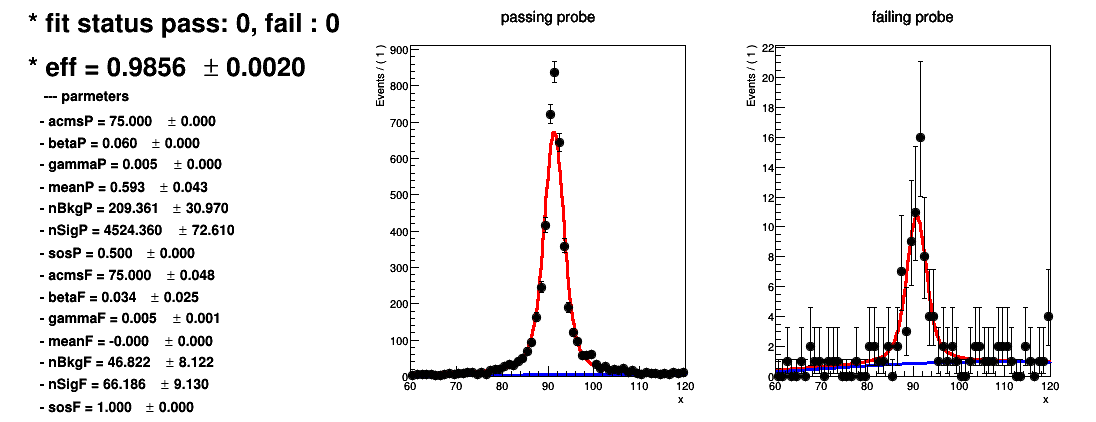 * fit status pass: 0, fail : 0
* eff = 0.9856 ± 0.0020
--- parmeters
- acmsP = 75.000 ± 0.000
- betaP = 0.060 ± 0.000
- gammaP = 0.005 ± 0.000
- meanP = 0.593 ± 0.043
- nBkgP = 209.361 ± 30.970
- nSigP = 4524.360 ± 72.610
- sosP = 0.500 ± 0.000
- acmsF = 75.000 ± 0.048
- betaF = 0.034 ± 0.025
- gammaF = 0.005 ± 0.001
- meanF = -0.000 ± 0.000
- nBkgF = 46.822 ± 8.122
- nSigF = 66.186 ± 9.130
- sosF = 1.000 ± 0.000
passing probe
Events / ( 1 )
900
800
700
600
500
400
300
200
100
0
60 70 80 90 100 110 120
x
failing probe
Events / ( 1 )
22
20
18
16
14
12
10
8
6
4
2
0
60 70 80 90 100 110 120
x